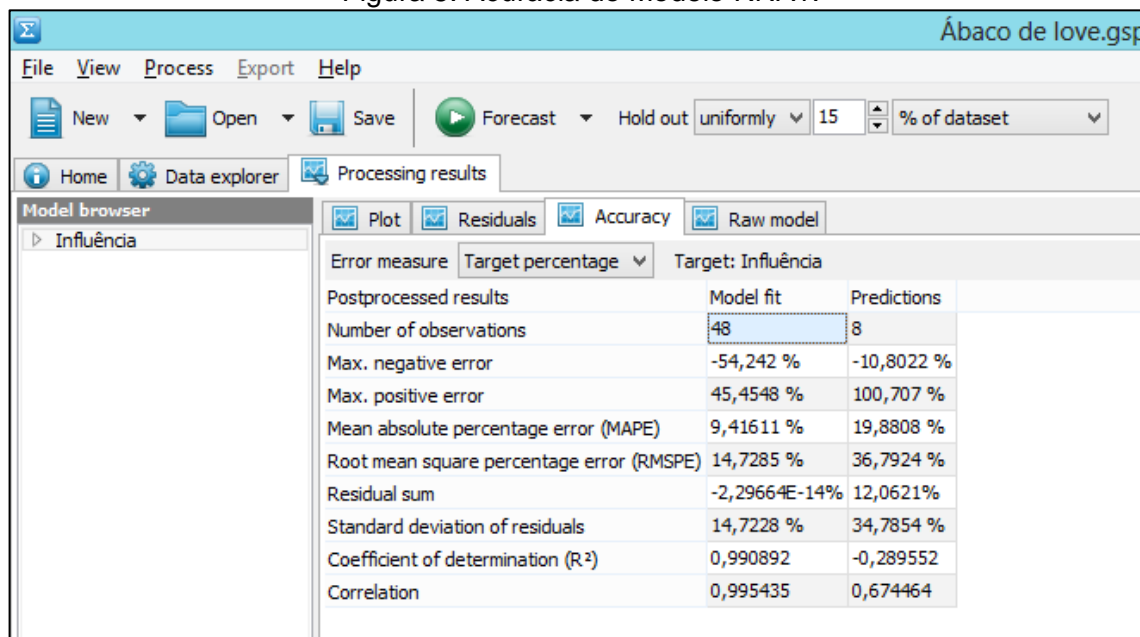 Ábaco de love.gsp
File View Process Export Help
New Open Save Forecast Hold out uniformly 15 % of dataset
Home Data explorer Processing results
Model browser
Influência
Plot Residuals Accuracy Raw model
Error measure Target percentage Target: Influência
Postprocessed results Model fit Predictions
Number of observations 48 8
Max. negative error -54,242 % -10,8022 %
Max. positive error 45,4548 % 100,707 %
Mean absolute percentage error (MAPE) 9,41611 % 19,8808 %
Root mean square percentage error (RMSPE) 14,7285 % 36,7924 %
Residual sum -2,29664E-14% 12,0621%
Standard deviation of residuals 14,7228 % 34,7854 %
Coefficient of determination (R²) 0,990892 -0,289552
Correlation 0,995435 0,674464